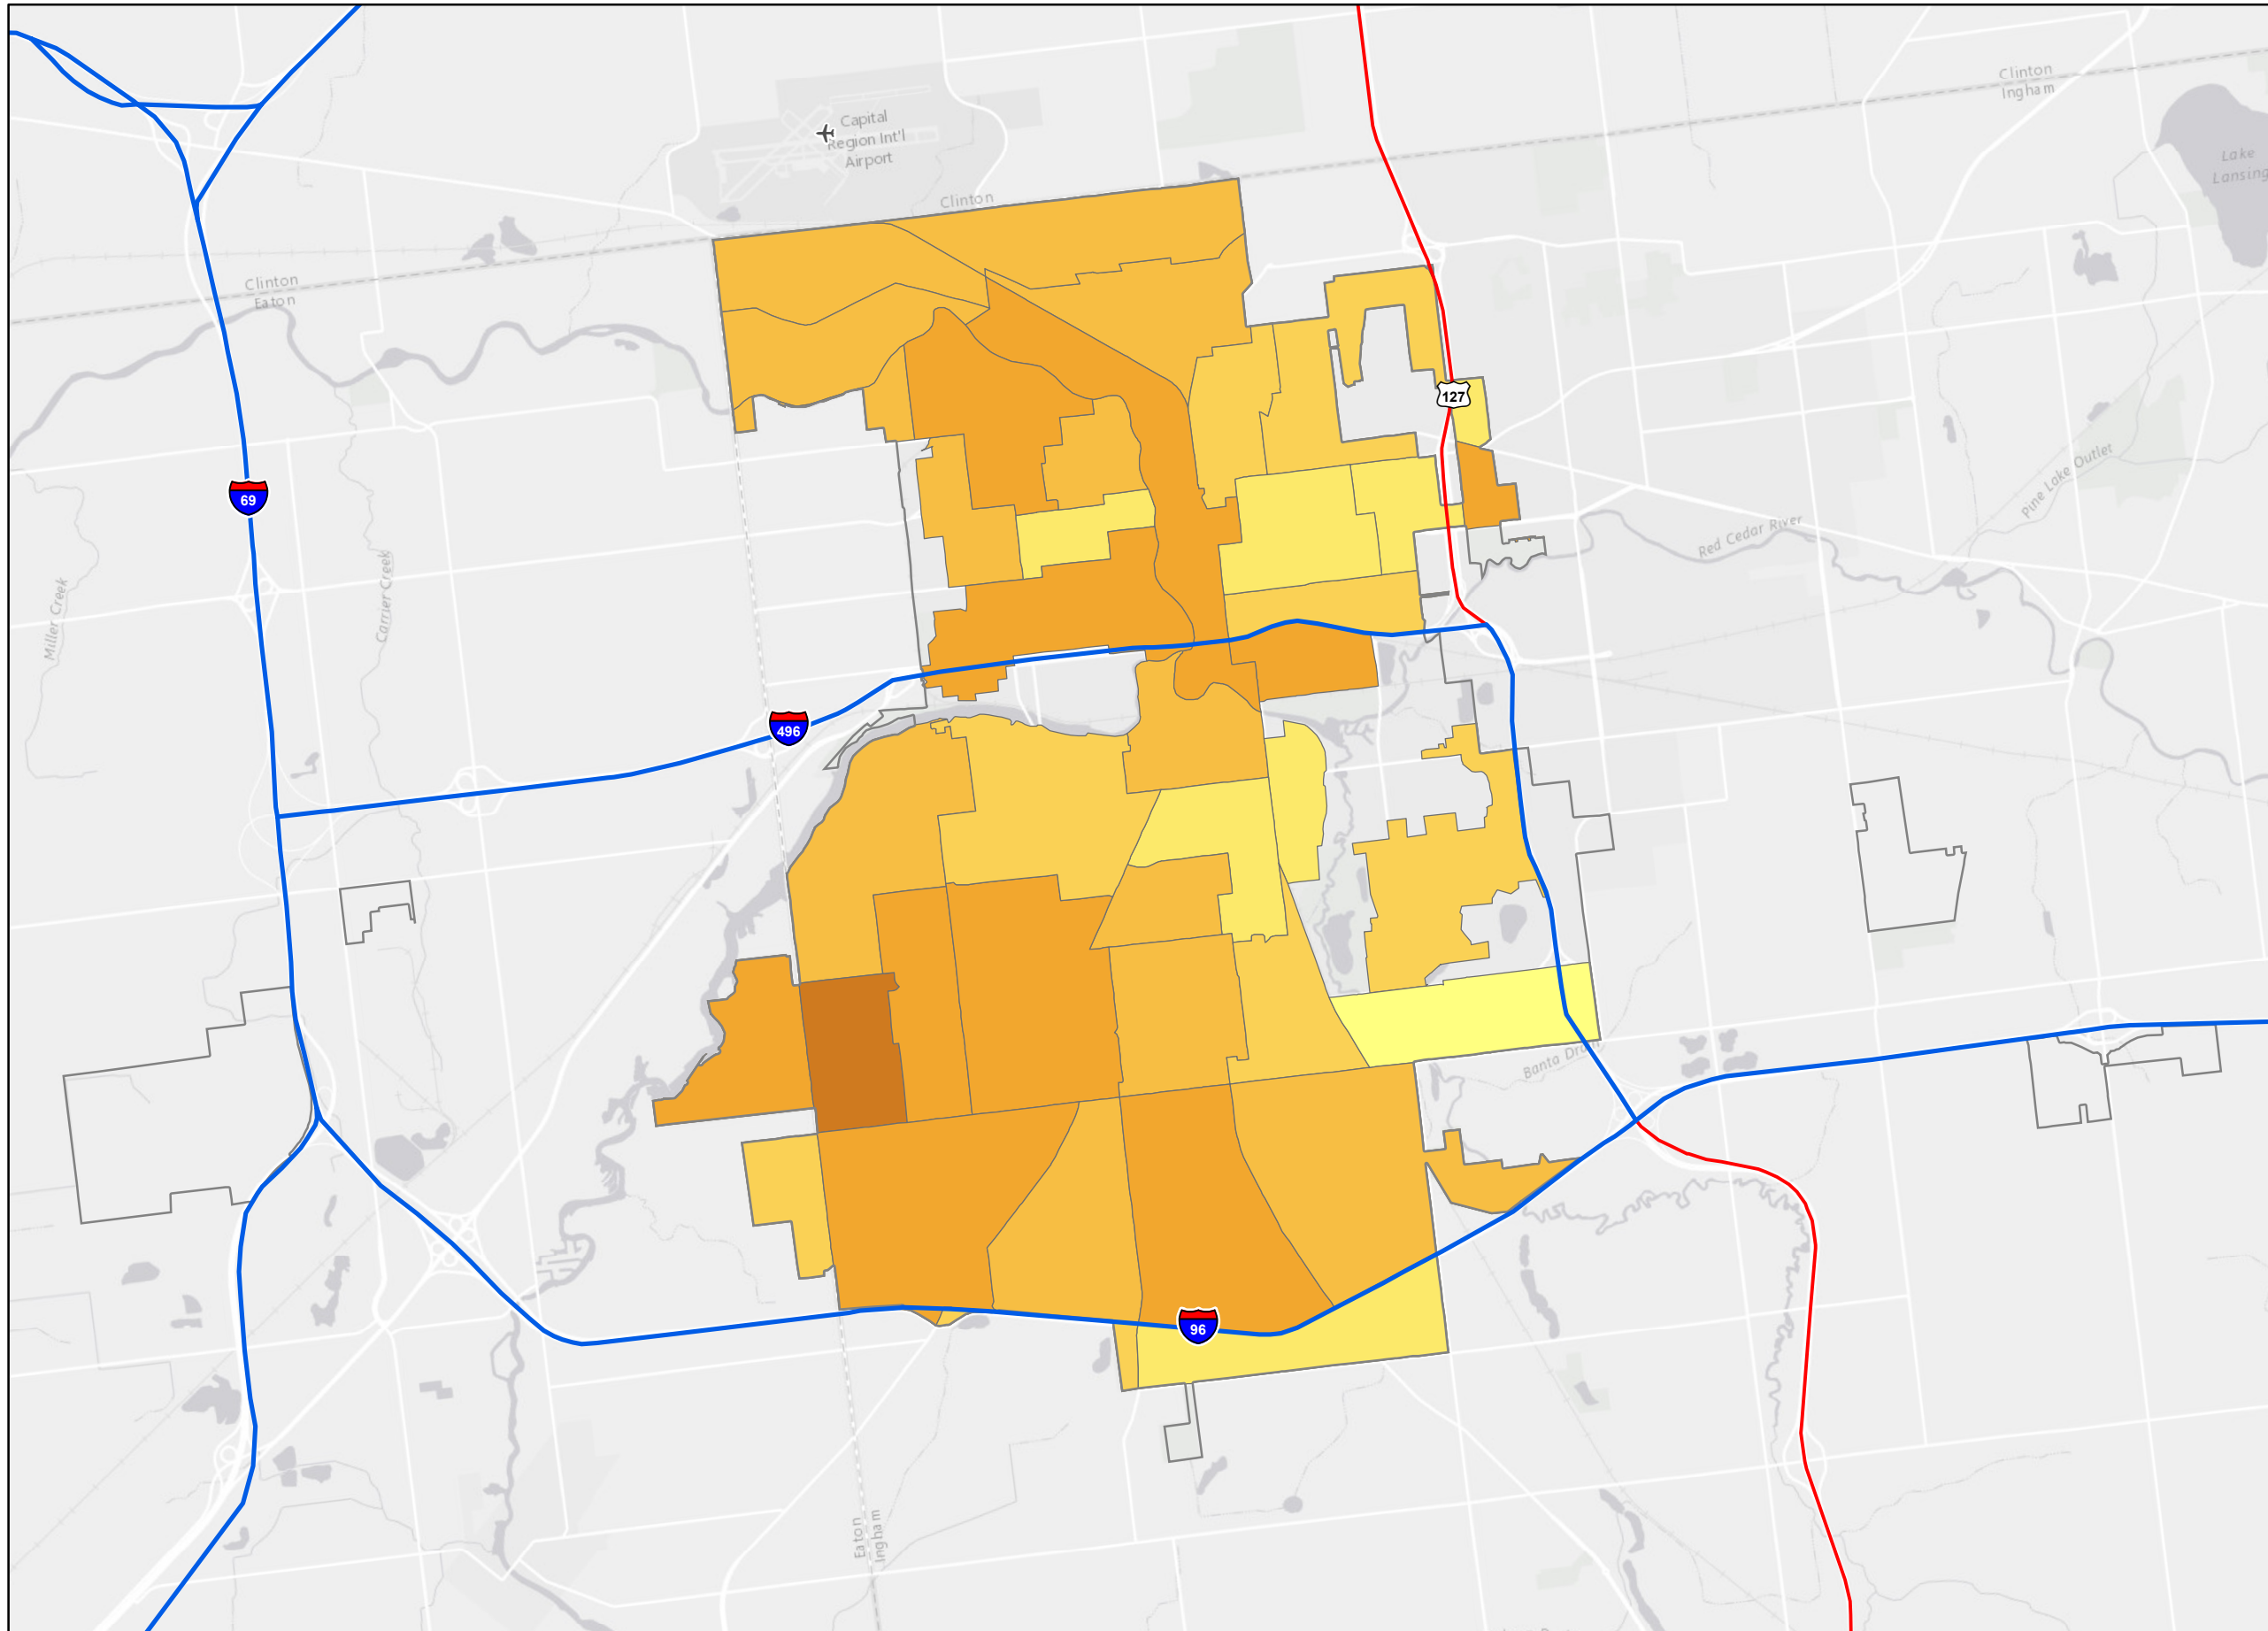 Clinton
Ingham
Capital
Region Int'l
Airport
Lake
Lansing
Clinton
Clinton
Eaton
127
Pine Lake Outlet
69
Red Cedar River
Miller Creek
Carrier Creek
496
Banta Drain
96
Eaton
Ingham